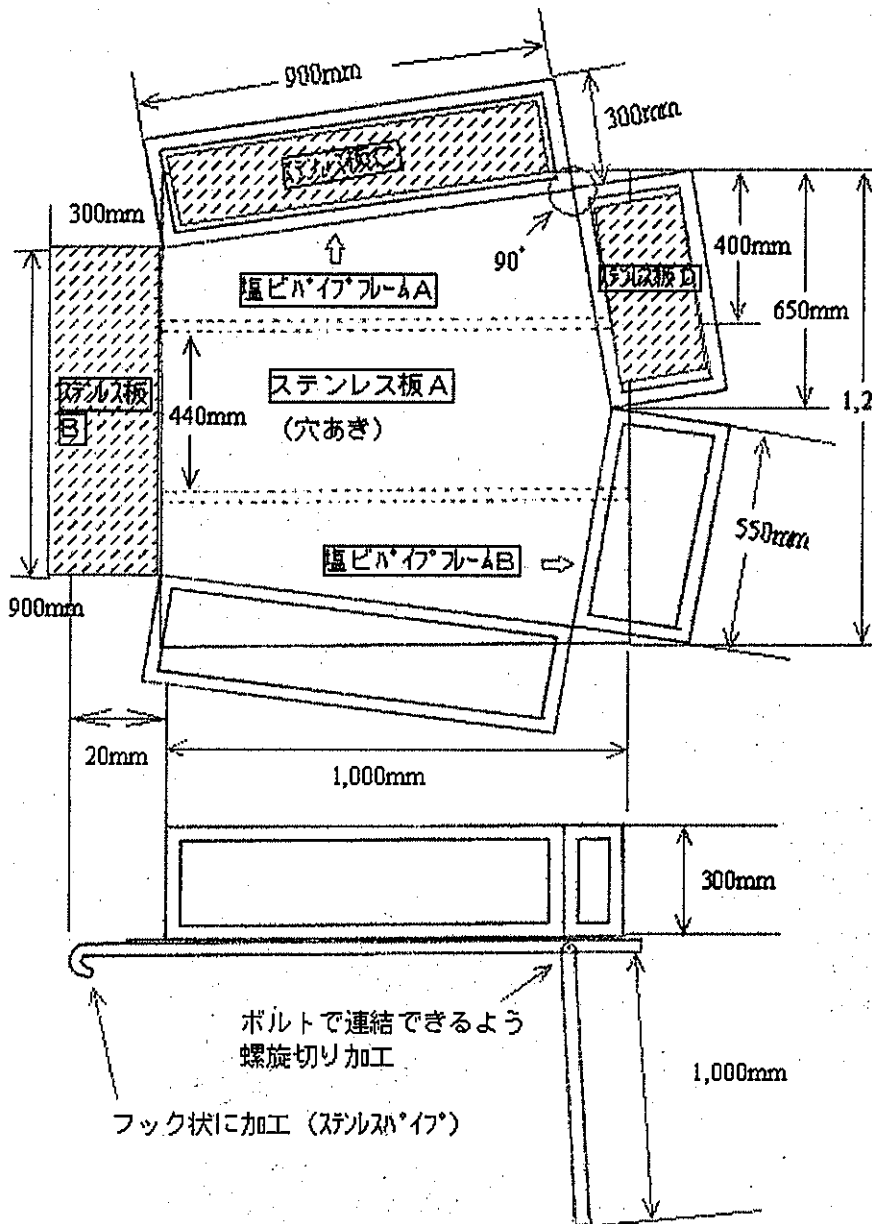 900mm
300mm
ステンレス板C
300mm
90°
400mm
塩ビパイプフレームA
ステンレス板D
650mm
ステンレス板
B
440mm
ステンレス板A
(穴あき)
1,2
塩ビパイプフレームB
550mm
900mm
20mm
1,000mm
300mm
ボルトで連結できるよう
螺旋切り加工
1,000mm
フック状に加工 (ステンレスパイプ)